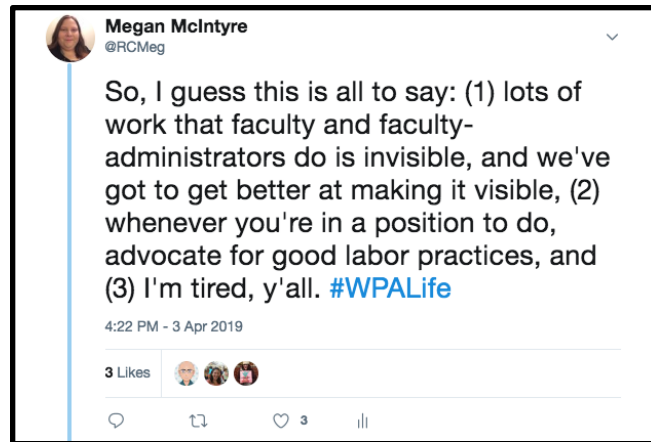 Megan McIntyre
@RCMeg
So, I guess this is all to say: (1) lots of
work that faculty and faculty-
administrators do is invisible, and we've
got to get better at making it visible, (2)
whenever you're in a position to do,
advocate for good labor practices, and
(3) I'm tired, y'all. #WPALife
4:22 PM - 3 Apr 2019
3 Likes
3